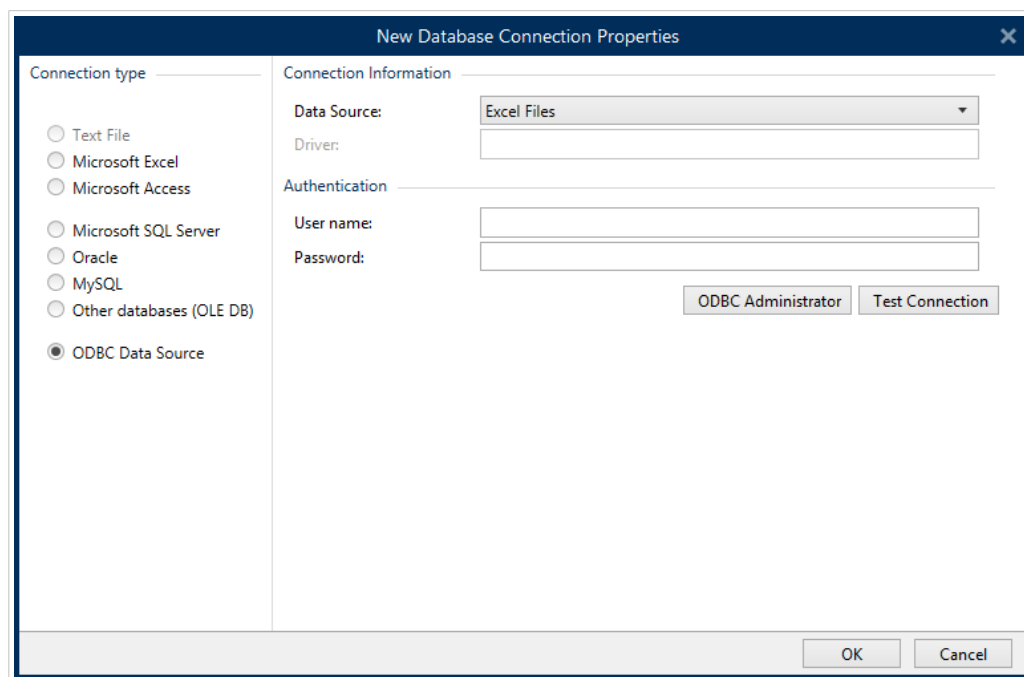 New Database Connection Properties
Connection type
Text File
Microsoft Excel
Microsoft Access
Microsoft SQL Server
Oracle
MySQL
Other databases (OLE DB)
ODBC Data Source
Connection Information
Data Source: Excel Files
Driver:
Authentication
User name:
Password:
ODBC Administrator Test Connection
OK Cancel